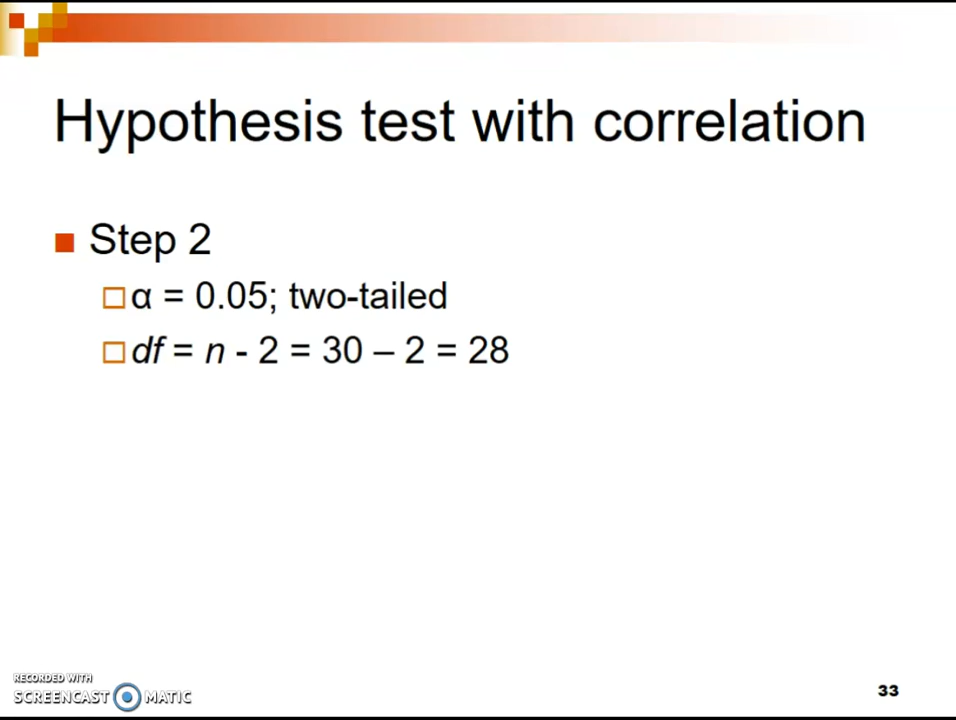 Hypothesis test with correlation
Step 2
α = 0.05; two-tailed
df = n - 2 = 30 – 2 = 28
RECORDED WITH
SCREENCAST MATIC
33